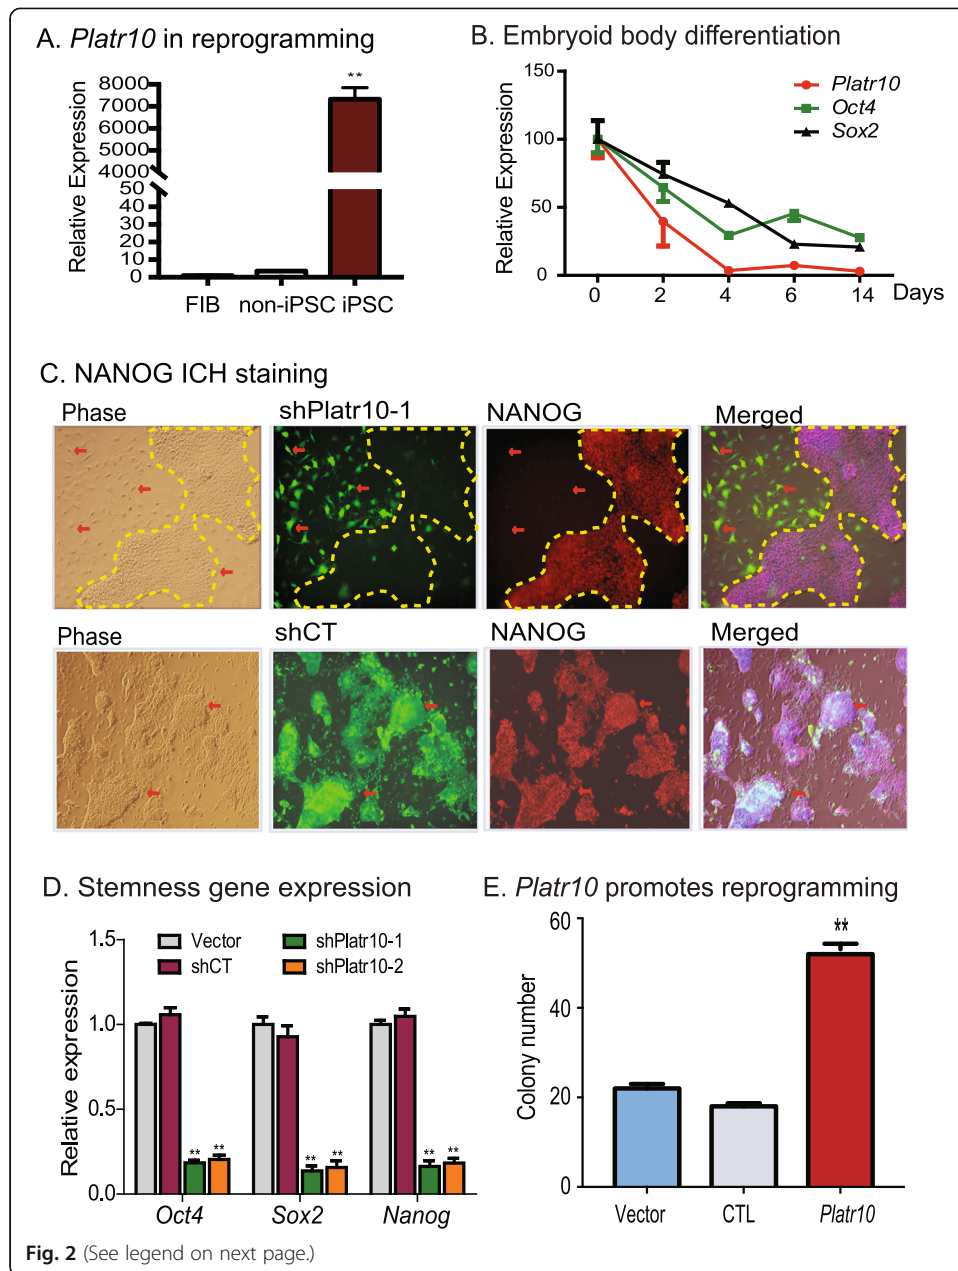 A. Platr10 in reprogramming
Relative Expression
8000
7000
6000
5000
4000
50
40
30
20
10
0
**
FIB non-iPSC iPSC
B. Embryoid body differentiation
Relative Expression
150
100
50
0
Platr10
Oct4
Sox2
0 2 4 6 14 Days
C. NANOG ICH staining
Phase shPlatr10-1 NANOG Merged
Phase shCT NANOG Merged
D. Stemness gene expression
Relative expression
1.5
1.0
0.5
0.0
Vector
shCT
shPlatr10-1
shPlatr10-2
** ** ** ** ** **
Oct4 Sox2 Nanog
E. Platr10 promotes reprogramming
Colony number
60
40
20
0
**
Vector CTL Platr10
Fig. 2 (See legend on next page.)